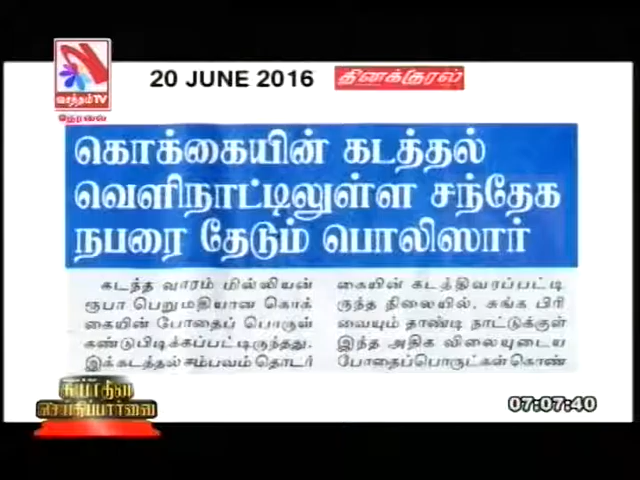 வசந்தம்TV
நேரலை
20 JUNE 2016 தினக்குரல்
கொக்கையின் கடத்தல்
வெளிநாட்டிலுள்ள சந்தேக
நபரை தேடும் பொலிஸார்
கடந்த வாரம் மில்லியன்
ரூபா பெறுமதியான கொக்
கையின் போதைப் பொருள்
கண்டுபிடிக்கப்பட்டிருந்தது.
இக்கடத்தல் சம்பவம் தொடர்
கையின் கடத்திவரப்பட்டி
ருந்த நிலையில், சுங்க பிரி
வையும் தாண்டி நாட்டுக்குள்
இந்த அதிக விலையுடைய
போதைப்பொருட்கள் கொண்
செய்திப்பார்வை
07:07:40